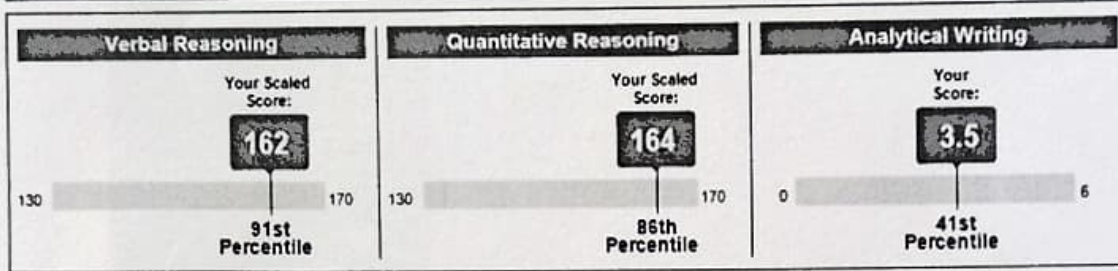 Verbal Reasoning
Your Scaled
Score:
162
130
170
91st
Percentile
Quantitative Reasoning
Your Scaled
Score:
164
130
170
86th
Percentile
Analytical Writing
Your
Score:
3.5
0
6
41st
Percentile